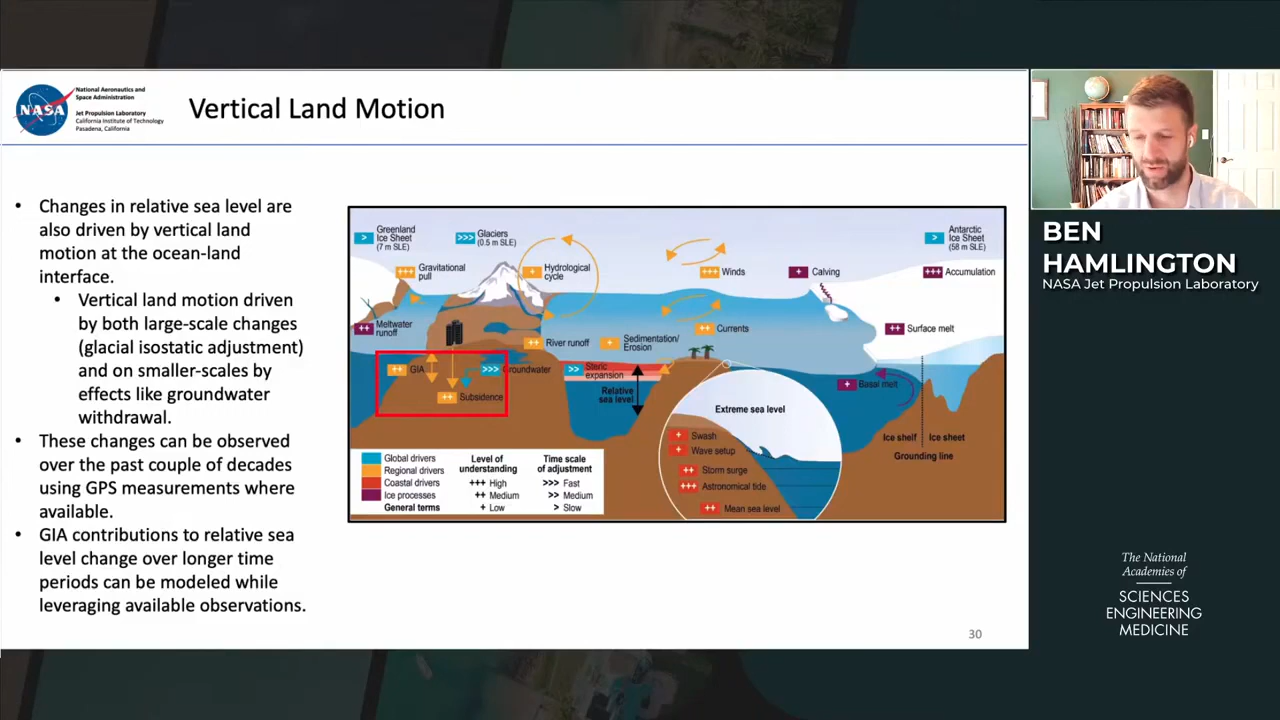 National Aeronautics and
Space Administration
Jet Propulsion Laboratory
California Institute of Technology
Pasadena, California
NASA
Vertical Land Motion
• Changes in relative sea level are
also driven by vertical land
motion at the ocean-land
interface.
• Vertical land motion driven
by both large-scale changes
(glacial isostatic adjustment)
and on smaller-scales by
effects like groundwater
withdrawal.
• These changes can be observed
over the past couple of decades
using GPS measurements where
available.
• GIA contributions to relative sea
level change over longer time
periods can be modeled while
leveraging available observations.
> Greenland
Ice Sheet
(7 m SLE)
>>> Glaciers
(0.5 m SLE)
> Antarctic
Ice Sheet
(58 m SLE)
+++ Gravitational
pull
+ Hydrological
cycle
+++ Winds
+ Calving
+++ Accumulation
++ Meltwater
runoff
++ River runoff
+ Sedimentation/
Erosion
++ Currents
++ Surface melt
++ GIA
>>> Groundwater
++ Subsidence
>> Steric
expansion
Relative
sea level
+ Basal melt
Extreme sea level
+ Swash
+ Wave setup
++ Storm surge
+++ Astronomical tide
++ Mean sea level
Ice shelf
Ice sheet
Grounding line
Global drivers
Regional drivers
Coastal drivers
Ice processes
General terms
Level of
understanding
+++ High
++ Medium
+ Low
Time scale
of adjustment
>>> Fast
>> Medium
> Slow
30
BEN
HAMLINGTON
NASA Jet Propulsion Laboratory
The National
Academies of
SCIENCES
ENGINEERING
MEDICINE